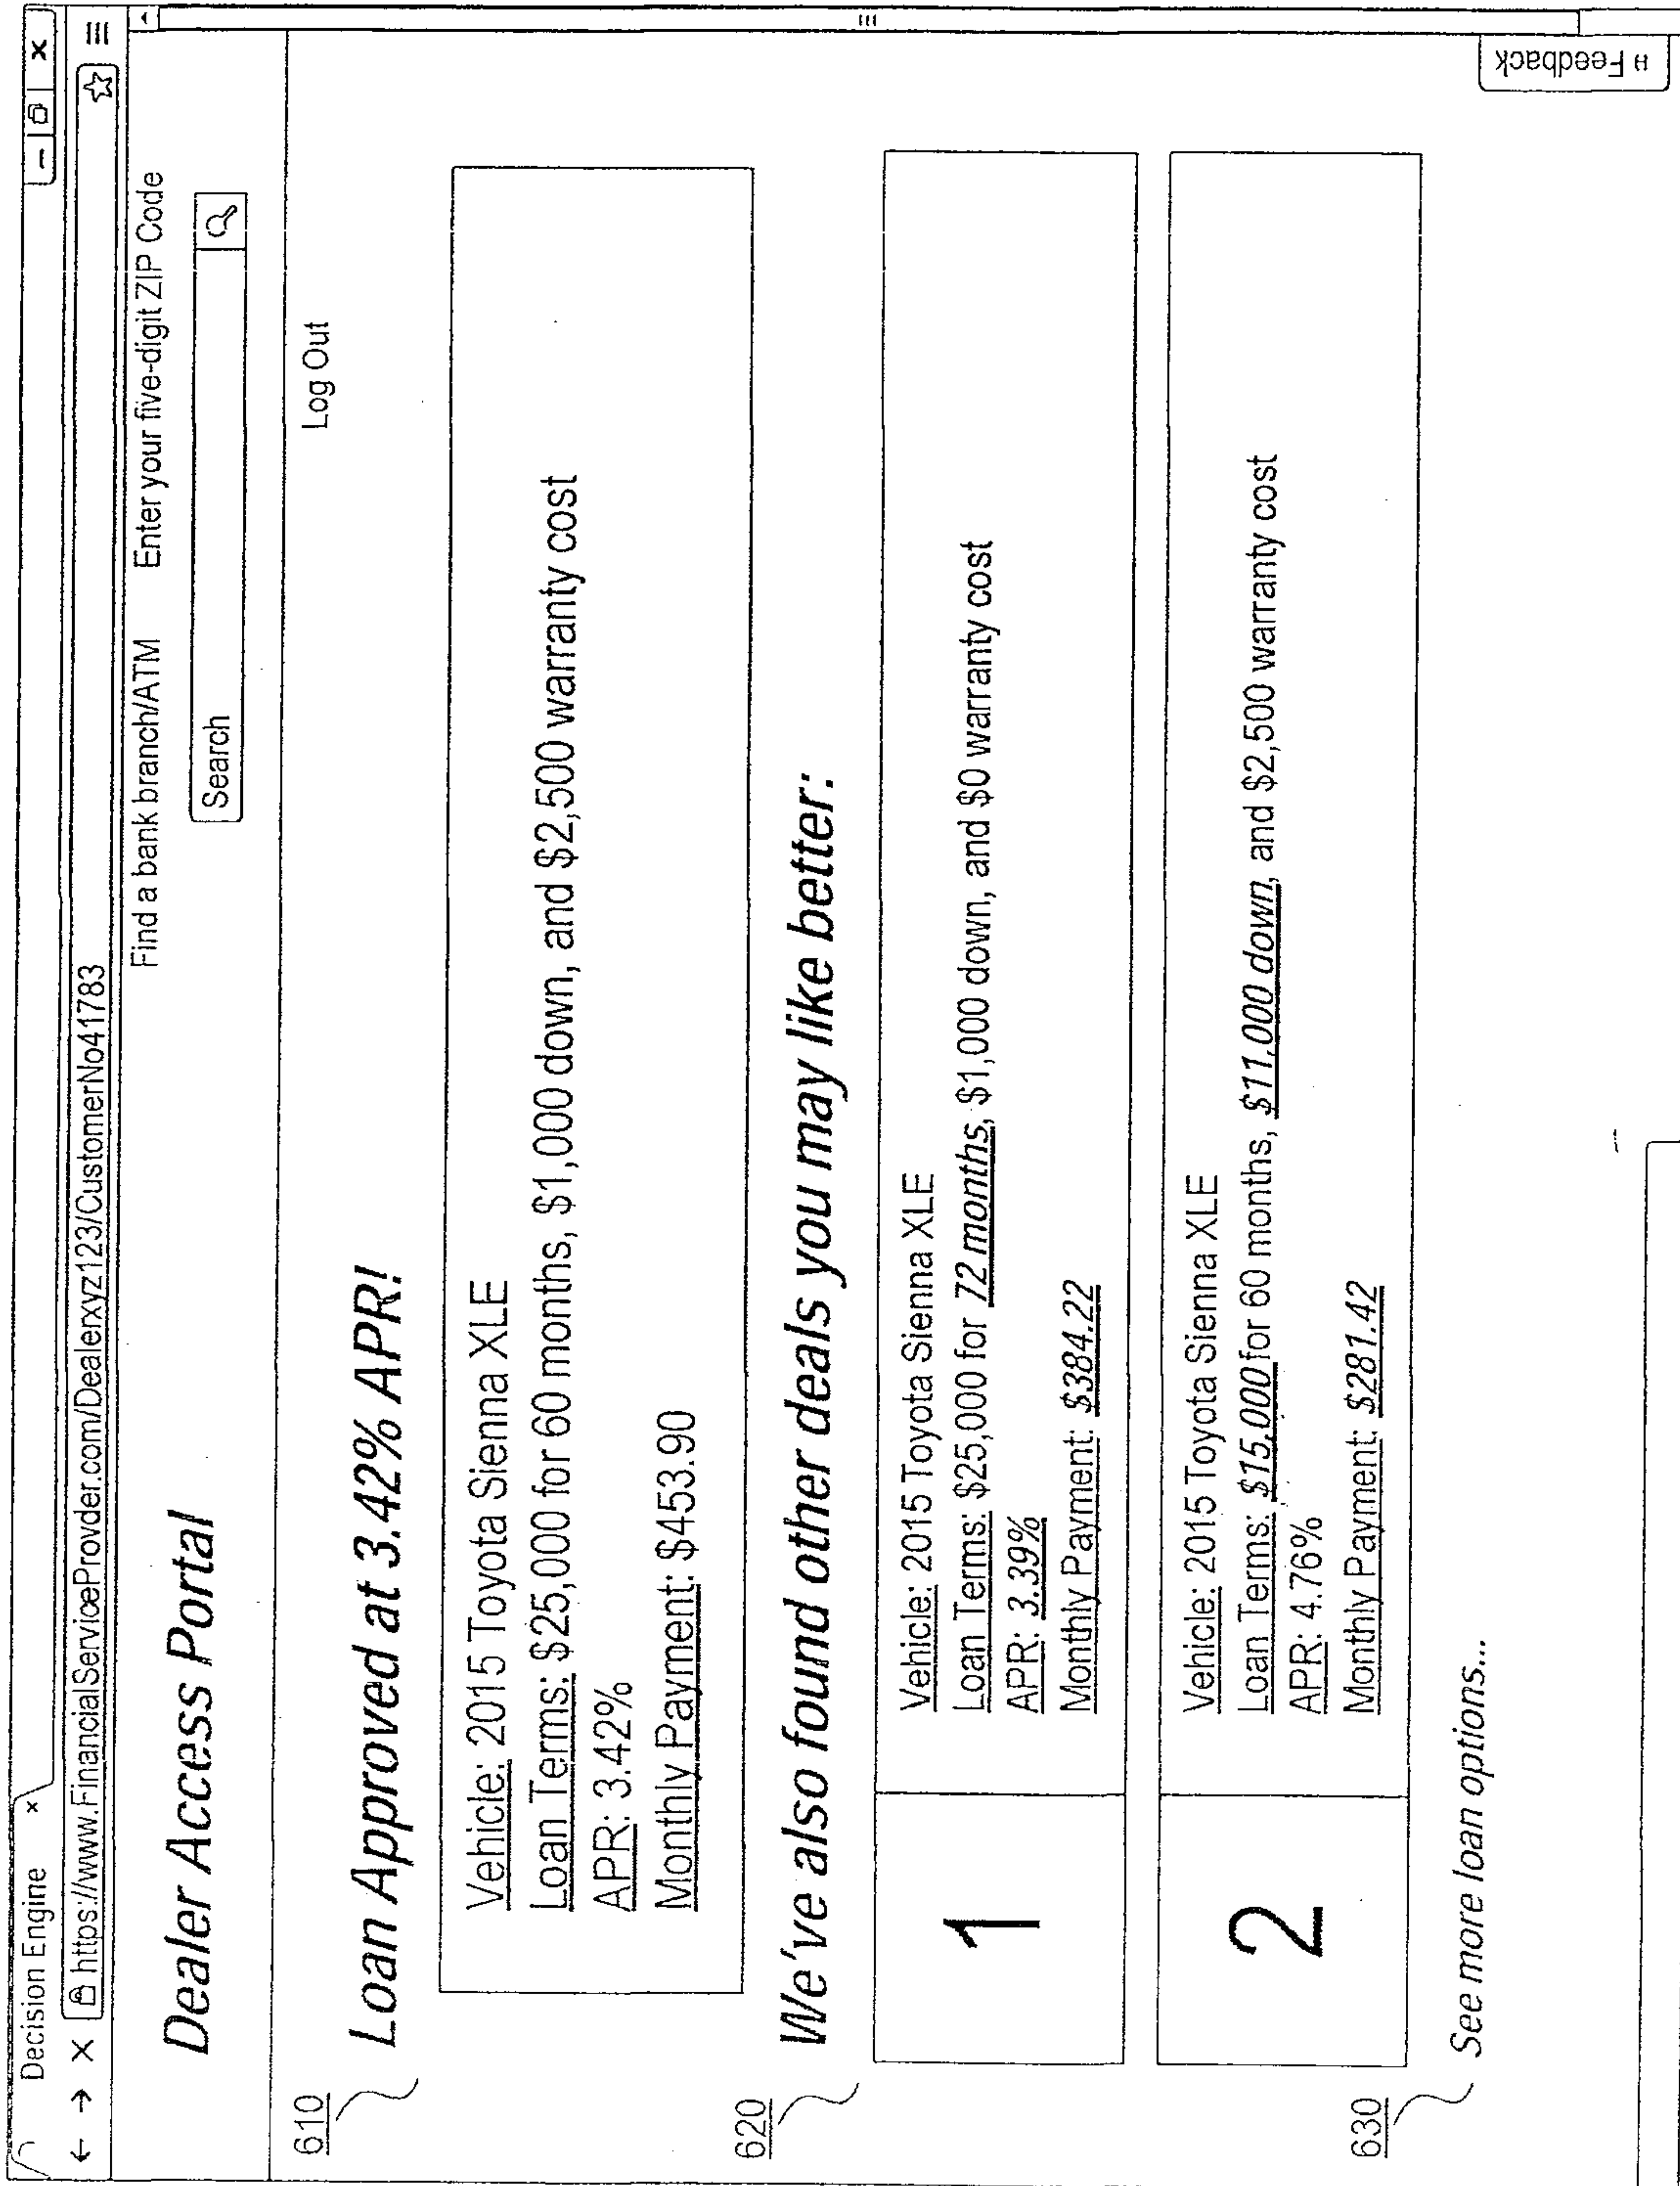 Decision Engine ×
← → × https://www.FinancialServiceProvder.com/Dealerxyz123/CustomerNo41783
Find a bank branch/ATM Enter your five-digit ZIP Code
Dealer Access Portal
Search
Log Out
610
Loan Approved at 3.42% APR!
Vehicle: 2015 Toyota Sienna XLE
Loan Terms: $25,000 for 60 months, $1,000 down, and $2,500 warranty cost
APR: 3.42%
Monthly Payment: $453.90
620
We've also found other deals you may like better:
1
Vehicle: 2015 Toyota Sienna XLE
Loan Terms: $25,000 for 72 months, $1,000 down, and $0 warranty cost
APR: 3.39%
Monthly Payment: $384.22
2
Vehicle: 2015 Toyota Sienna XLE
Loan Terms: $15,000 for 60 months, $11,000 down, and $2,500 warranty cost
APR: 4.76%
Monthly Payment: $281.42
630
See more loan options...
Feedback